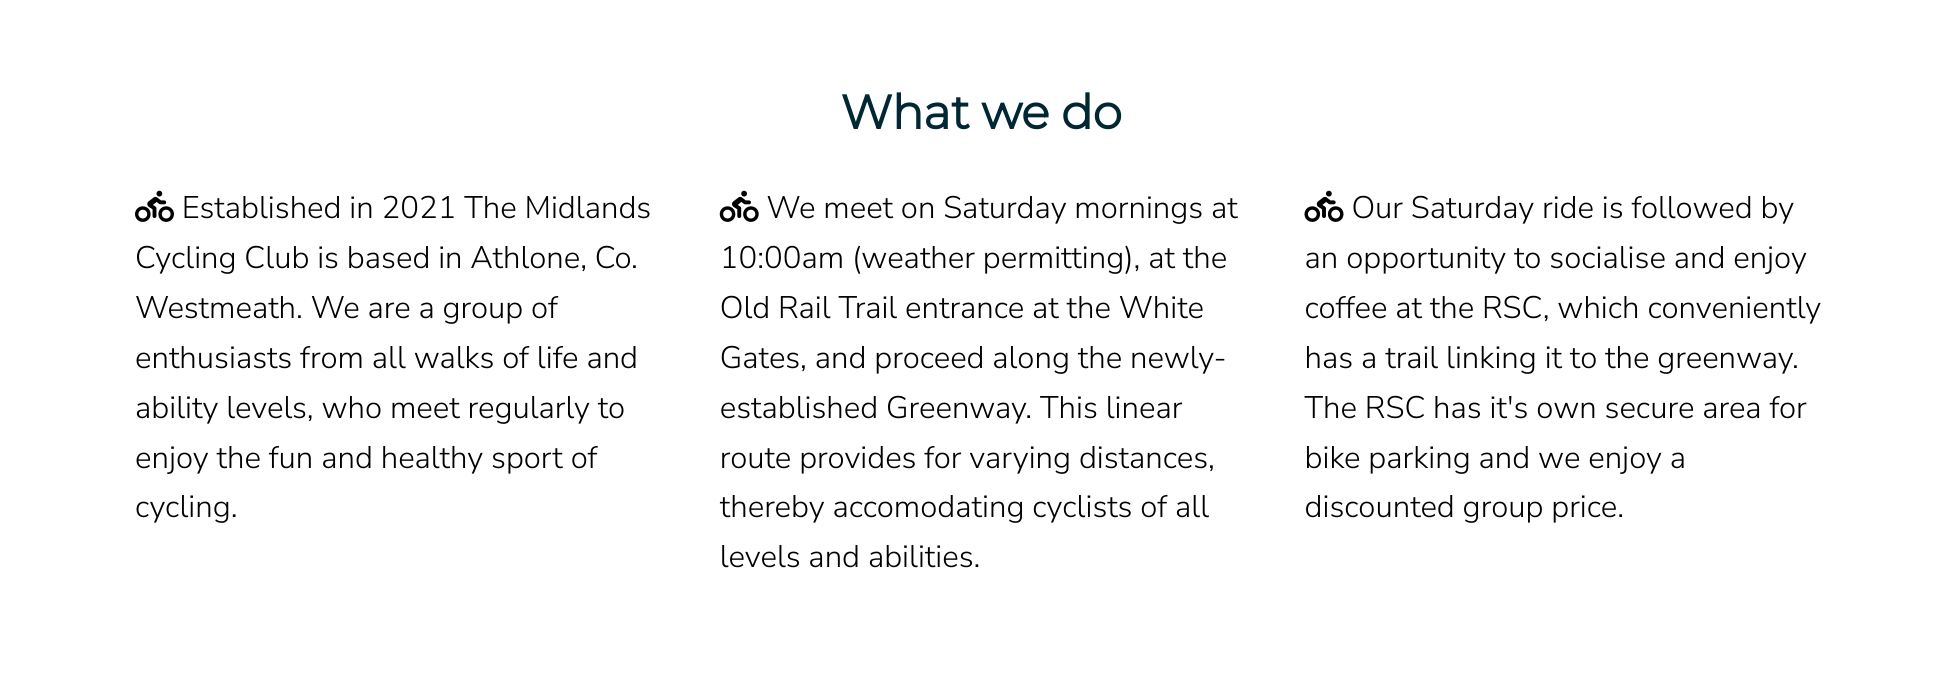 What we do
Established in 2021 The Midlands
Cycling Club is based in Athlone, Co.
Westmeath. We are a group of
enthusiasts from all walks of life and
ability levels, who meet regularly to
enjoy the fun and healthy sport of
cycling.
We meet on Saturday mornings at
10:00am (weather permitting), at the
Old Rail Trail entrance at the White
Gates, and proceed along the newly-
established Greenway. This linear
route provides for varying distances,
thereby accomodating cyclists of all
levels and abilities.
Our Saturday ride is followed by
an opportunity to socialise and enjoy
coffee at the RSC, which conveniently
has a trail linking it to the greenway.
The RSC has it's own secure area for
bike parking and we enjoy a
discounted group price.